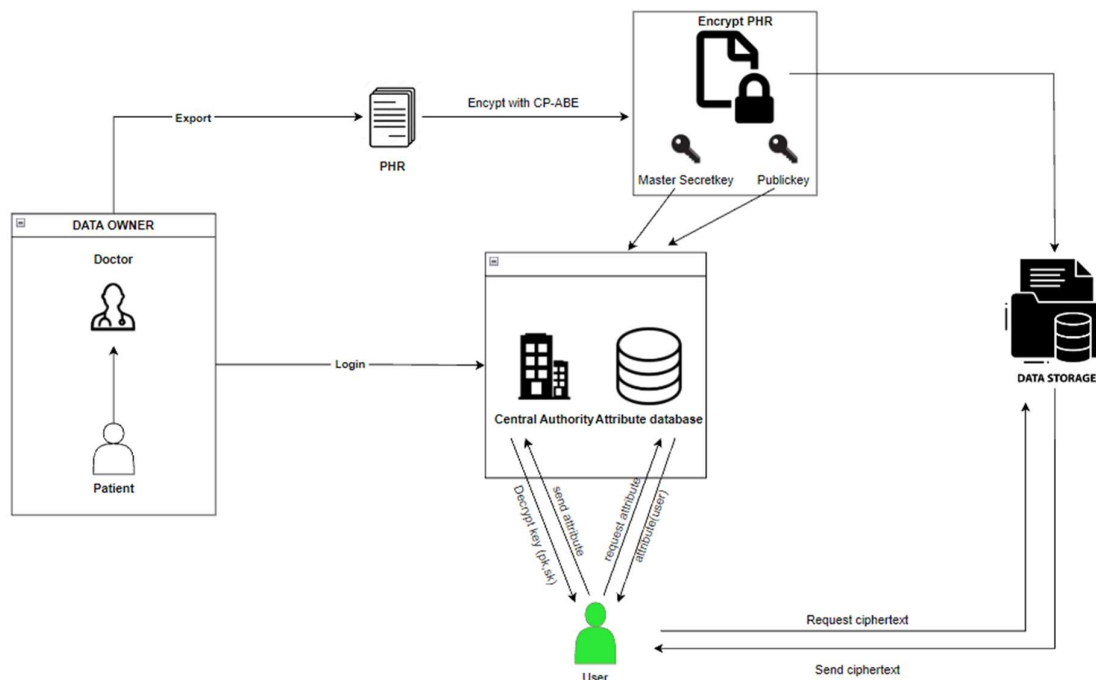 Encrypt PHR
Encypt with CP-ABE
Export
PHR
Master Secretkey
Publickey
DATA OWNER
Doctor
Login
DATA STORAGE
Central Authority
Attribute database
Patient
Decrypt key (pk,sk)
send attribute
request attribute
attribute(user)
Request ciphertext
Send ciphertext
User